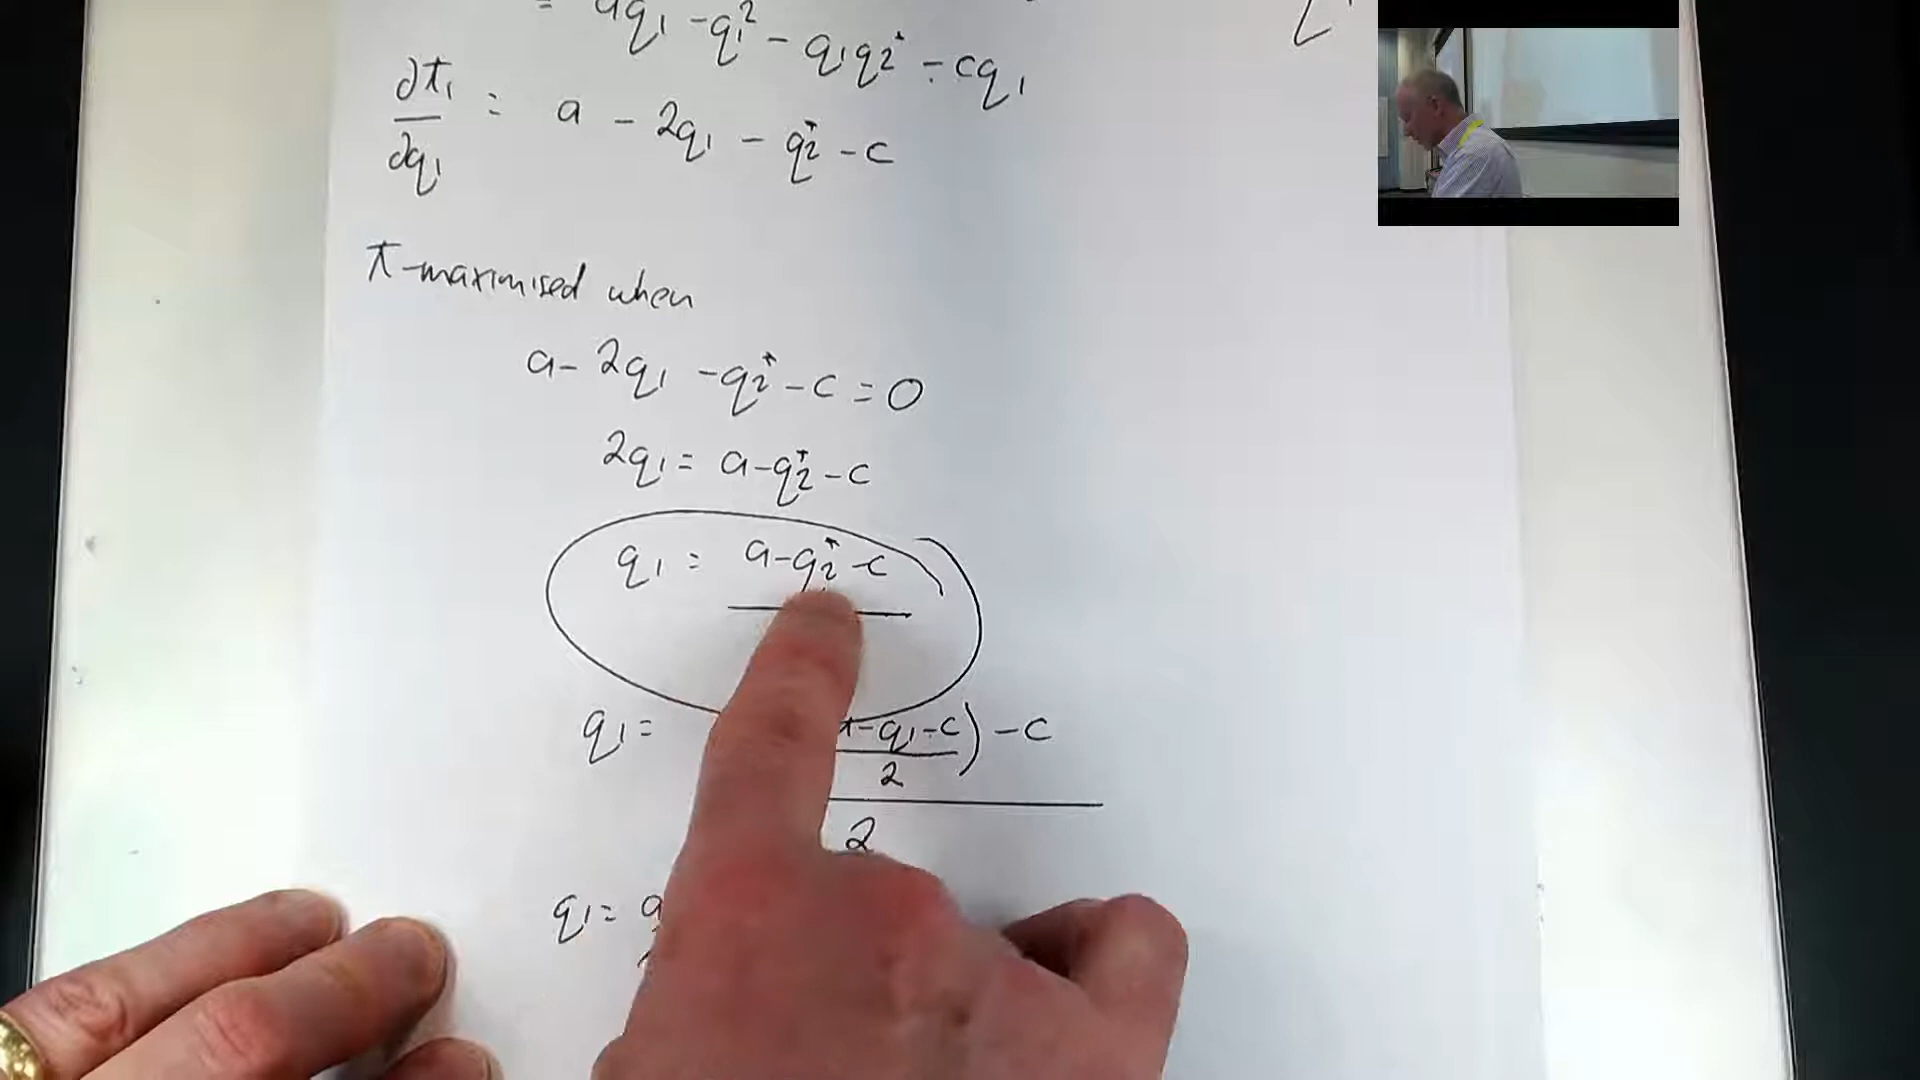 = aq₁ - q₁² - q₁q₂* - cq₁
∂π₁/∂q₁ = a - 2q₁ - q₂* - c
π-maximised when
a - 2q₁ - q₂* - c = 0
2q₁ = a - q₂* - c
q₁ = a - q₂* - c
q₁ = - q₁ - c) - c
2
2
q₁ = a